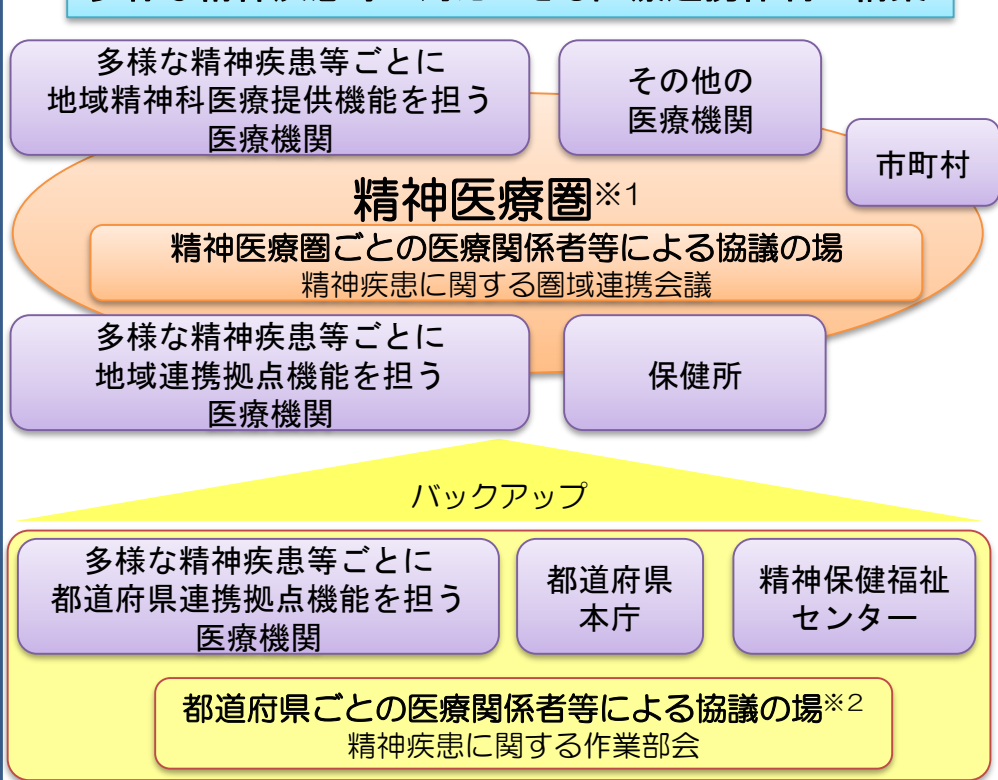 多様な精神疾患等ごとに
地域精神科医療提供機能を担う
医療機関
その他の
医療機関
市町村
精神医療圏※1
精神医療圏ごとの医療関係者等による協議の場
精神疾患に関する圏域連携会議
多様な精神疾患等ごとに
地域連携拠点機能を担う
医療機関
保健所
バックアップ
多様な精神疾患等ごとに
都道府県連携拠点機能を担う
医療機関
都道府県
本庁
精神保健福祉
センター
都道府県ごとの医療関係者等による協議の場※2
精神疾患に関する作業部会